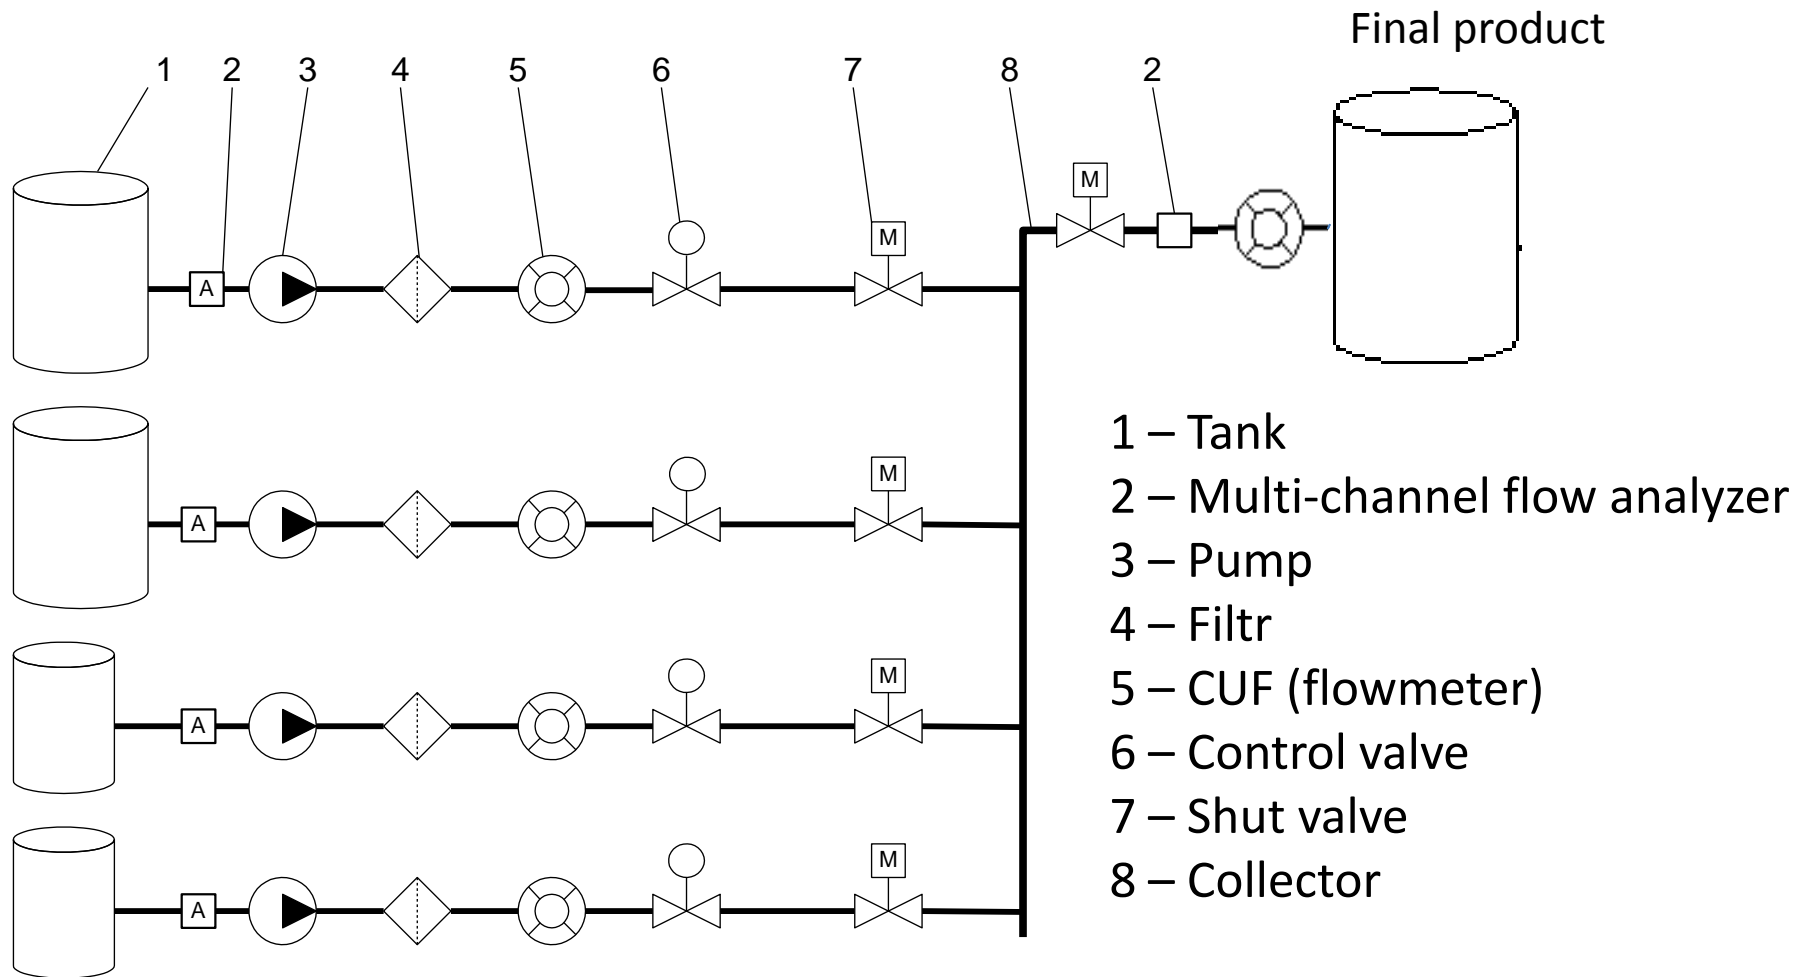 Final product
1 2 3 4 5 6 7 8 2
M
M
A
1 – Tank
2 – Multi-channel flow analyzer
M
A
3 – Pump
4 – Filtr
M
5 – CUF (flowmeter)
A
6 – Control valve
7 – Shut valve
M
8 – Collector
A